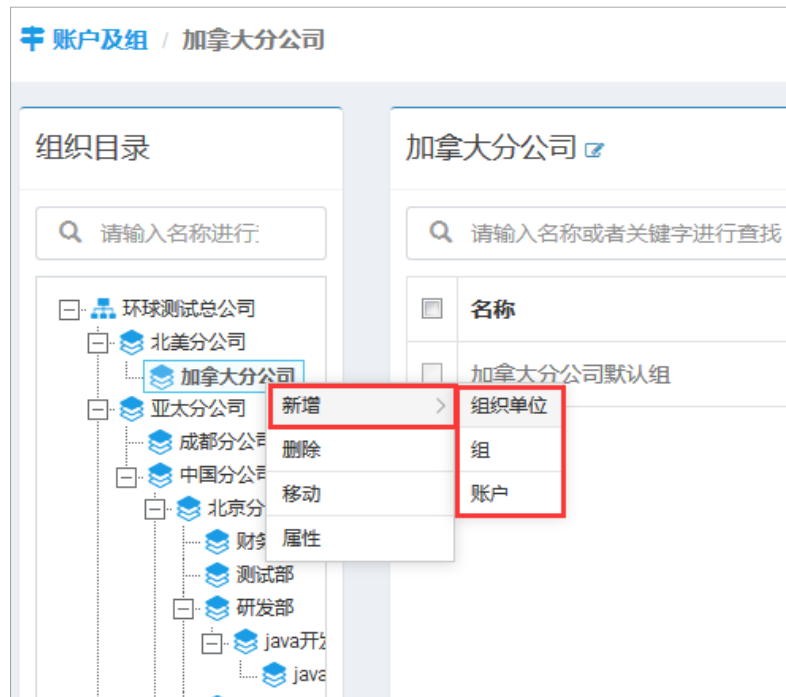 账户及组 / 加拿大分公司
组织目录
请输入名称进行
环球测试总公司
北美分公司
加拿大分公司
亚太分公司
成都分公司
中国分公司
北京分
财务
测试部
研发部
java开发
java
加拿大分公司
请输入名称或者关键字进行查找
名称
加拿大分公司默认组
新增
删除
移动
属性
组织单位
组
账户